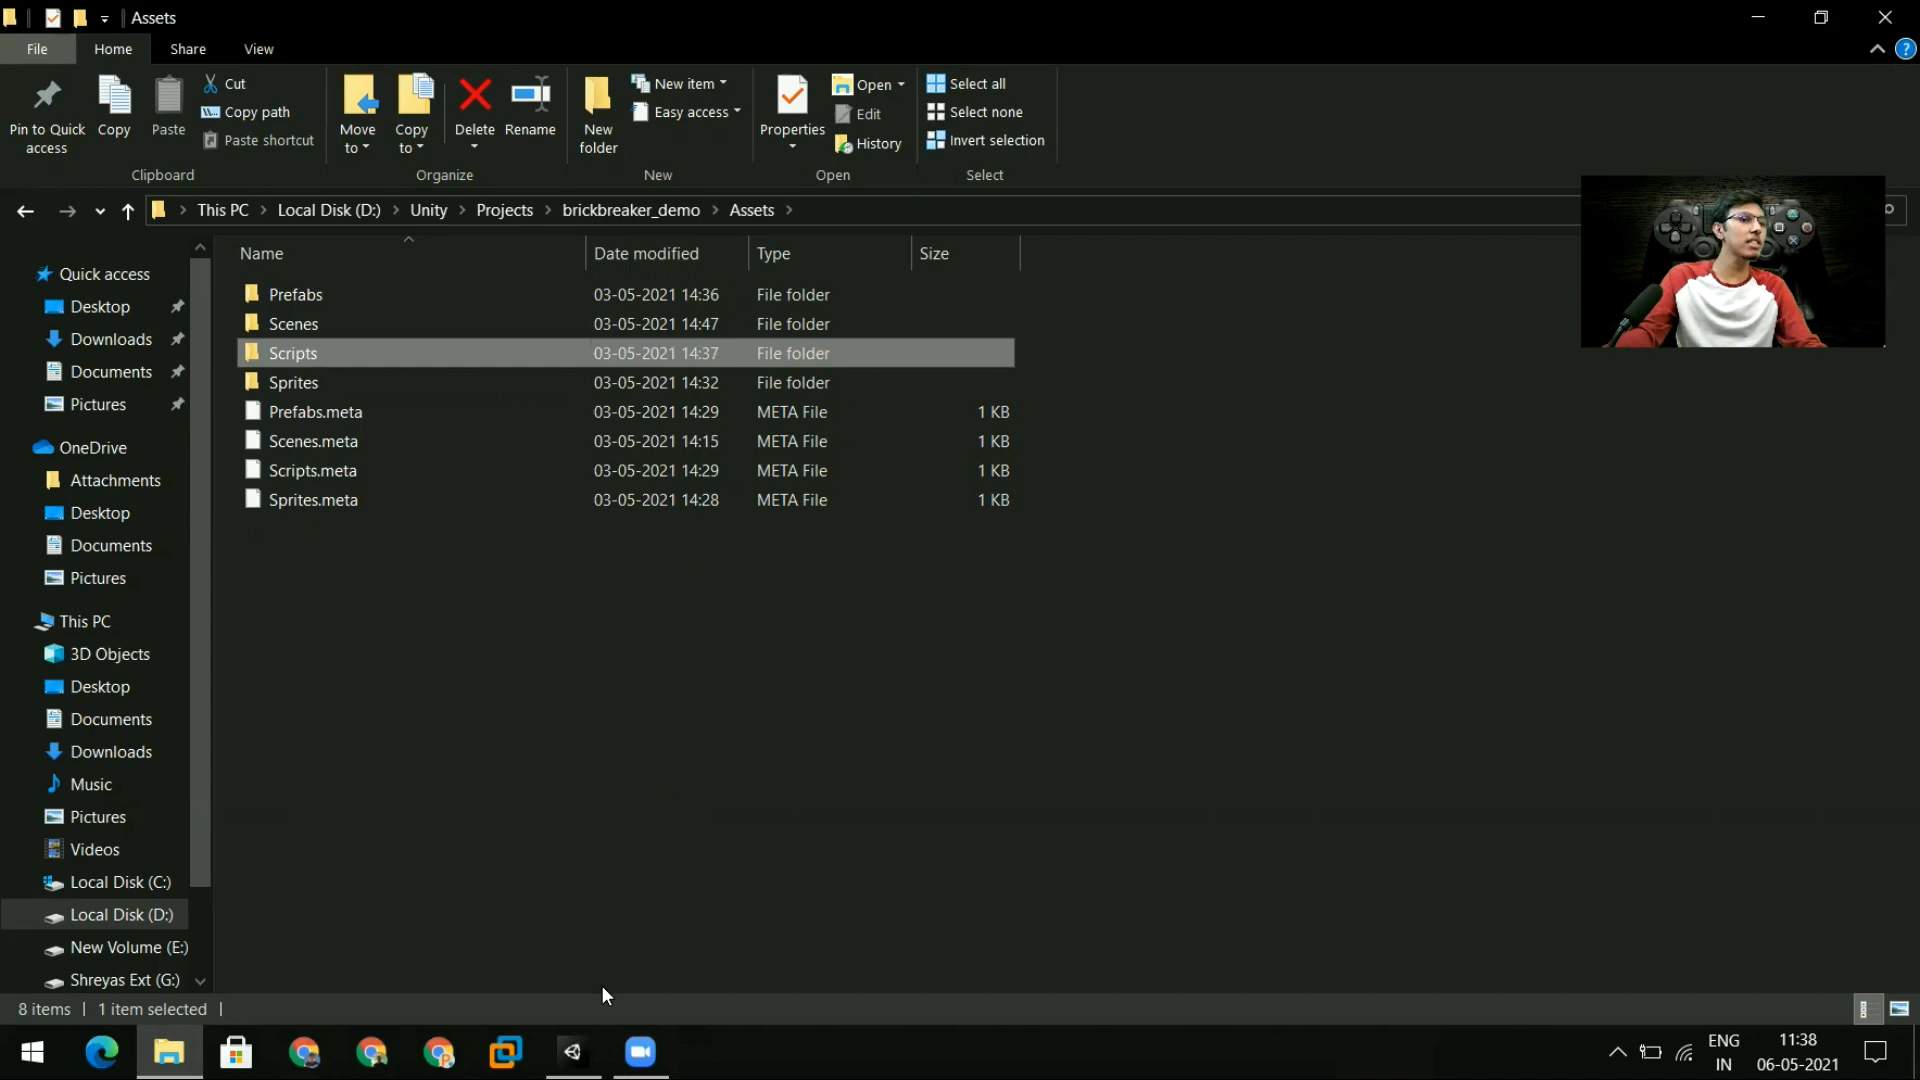 Assets
File Home Share View
Pin to Quick access
Copy
Paste
Cut
Copy path
Paste shortcut
Clipboard
Move to
Copy to
Delete
Rename
Organize
New folder
New item
Easy access
New
Properties
Open
Edit
History
Open
Select all
Select none
Invert selection
Select
This PC > Local Disk (D:) > Unity > Projects > brickbreaker_demo > Assets >
Quick access
Desktop
Downloads
Documents
Pictures
OneDrive
Attachments
Desktop
Documents
Pictures
This PC
3D Objects
Desktop
Documents
Downloads
Music
Pictures
Videos
Local Disk (C:)
Local Disk (D:)
New Volume (E:)
Shreyas Ext (G:)
Name Date modified Type Size
Prefabs 03-05-2021 14:36 File folder
Scenes 03-05-2021 14:47 File folder
Scripts 03-05-2021 14:37 File folder
Sprites 03-05-2021 14:32 File folder
Prefabs.meta 03-05-2021 14:29 META File 1 KB
Scenes.meta 03-05-2021 14:15 META File 1 KB
Scripts.meta 03-05-2021 14:29 META File 1 KB
Sprites.meta 03-05-2021 14:28 META File 1 KB
8 items | 1 item selected |
ENG
IN
11:38
06-05-2021